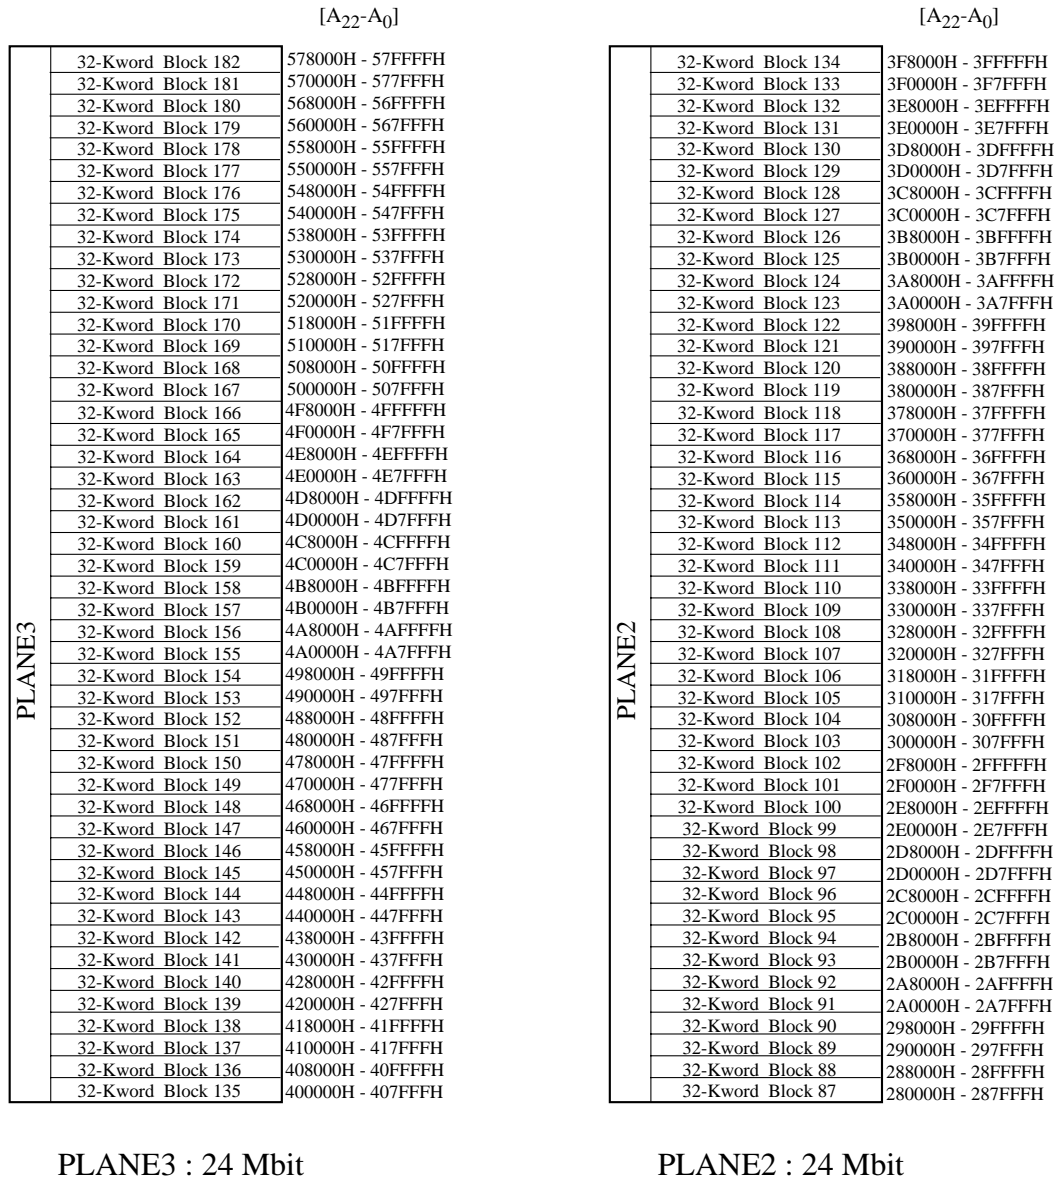 [A22-A0]
PLANE3
32-Kword Block 182 578000H - 57FFFFH
32-Kword Block 181 570000H - 577FFFH
32-Kword Block 180 568000H - 56FFFFH
32-Kword Block 179 560000H - 567FFFH
32-Kword Block 178 558000H - 55FFFFH
32-Kword Block 177 550000H - 557FFFH
32-Kword Block 176 548000H - 54FFFFH
32-Kword Block 175 540000H - 547FFFH
32-Kword Block 174 538000H - 53FFFFH
32-Kword Block 173 530000H - 537FFFH
32-Kword Block 172 528000H - 52FFFFH
32-Kword Block 171 520000H - 527FFFH
32-Kword Block 170 518000H - 51FFFFH
32-Kword Block 169 510000H - 517FFFH
32-Kword Block 168 508000H - 50FFFFH
32-Kword Block 167 500000H - 507FFFH
32-Kword Block 166 4F8000H - 4FFFFFH
32-Kword Block 165 4F0000H - 4F7FFFH
32-Kword Block 164 4E8000H - 4EFFFFH
32-Kword Block 163 4E0000H - 4E7FFFH
32-Kword Block 162 4D8000H - 4DFFFFH
32-Kword Block 161 4D0000H - 4D7FFFH
32-Kword Block 160 4C8000H - 4CFFFFH
32-Kword Block 159 4C0000H - 4C7FFFH
32-Kword Block 158 4B8000H - 4BFFFFH
32-Kword Block 157 4B0000H - 4B7FFFH
32-Kword Block 156 4A8000H - 4AFFFFH
32-Kword Block 155 4A0000H - 4A7FFFH
32-Kword Block 154 498000H - 49FFFFH
32-Kword Block 153 490000H - 497FFFH
32-Kword Block 152 488000H - 48FFFFH
32-Kword Block 151 480000H - 487FFFH
32-Kword Block 150 478000H - 47FFFFH
32-Kword Block 149 470000H - 477FFFH
32-Kword Block 148 468000H - 46FFFFH
32-Kword Block 147 460000H - 467FFFH
32-Kword Block 146 458000H - 45FFFFH
32-Kword Block 145 450000H - 457FFFH
32-Kword Block 144 448000H - 44FFFFH
32-Kword Block 143 440000H - 447FFFH
32-Kword Block 142 438000H - 43FFFFH
32-Kword Block 141 430000H - 437FFFH
32-Kword Block 140 428000H - 42FFFFH
32-Kword Block 139 420000H - 427FFFH
32-Kword Block 138 418000H - 41FFFFH
32-Kword Block 137 410000H - 417FFFH
32-Kword Block 136 408000H - 40FFFFH
32-Kword Block 135 400000H - 407FFFH
PLANE3 : 24 Mbit
[A22-A0]
PLANE2
32-Kword Block 134 3F8000H - 3FFFFFH
32-Kword Block 133 3F0000H - 3F7FFFH
32-Kword Block 132 3E8000H - 3EFFFFH
32-Kword Block 131 3E0000H - 3E7FFFH
32-Kword Block 130 3D8000H - 3DFFFFH
32-Kword Block 129 3D0000H - 3D7FFFH
32-Kword Block 128 3C8000H - 3CFFFFH
32-Kword Block 127 3C0000H - 3C7FFFH
32-Kword Block 126 3B8000H - 3BFFFFH
32-Kword Block 125 3B0000H - 3B7FFFH
32-Kword Block 124 3A8000H - 3AFFFFH
32-Kword Block 123 3A0000H - 3A7FFFH
32-Kword Block 122 398000H - 39FFFFH
32-Kword Block 121 390000H - 397FFFH
32-Kword Block 120 388000H - 38FFFFH
32-Kword Block 119 380000H - 387FFFH
32-Kword Block 118 378000H - 37FFFFH
32-Kword Block 117 370000H - 377FFFH
32-Kword Block 116 368000H - 36FFFFH
32-Kword Block 115 360000H - 367FFFH
32-Kword Block 114 358000H - 35FFFFH
32-Kword Block 113 350000H - 357FFFH
32-Kword Block 112 348000H - 34FFFFH
32-Kword Block 111 340000H - 347FFFH
32-Kword Block 110 338000H - 33FFFFH
32-Kword Block 109 330000H - 337FFFH
32-Kword Block 108 328000H - 32FFFFH
32-Kword Block 107 320000H - 327FFFH
32-Kword Block 106 318000H - 31FFFFH
32-Kword Block 105 310000H - 317FFFH
32-Kword Block 104 308000H - 30FFFFH
32-Kword Block 103 300000H - 307FFFH
32-Kword Block 102 2F8000H - 2FFFFFH
32-Kword Block 101 2F0000H - 2F7FFFH
32-Kword Block 100 2E8000H - 2EFFFFH
32-Kword Block 99 2E0000H - 2E7FFFH
32-Kword Block 98 2D8000H - 2DFFFFH
32-Kword Block 97 2D0000H - 2D7FFFH
32-Kword Block 96 2C8000H - 2CFFFFH
32-Kword Block 95 2C0000H - 2C7FFFH
32-Kword Block 94 2B8000H - 2BFFFFH
32-Kword Block 93 2B0000H - 2B7FFFH
32-Kword Block 92 2A8000H - 2AFFFFH
32-Kword Block 91 2A0000H - 2A7FFFH
32-Kword Block 90 298000H - 29FFFFH
32-Kword Block 89 290000H - 297FFFH
32-Kword Block 88 288000H - 28FFFFH
32-Kword Block 87 280000H - 287FFFH
PLANE2 : 24 Mbit